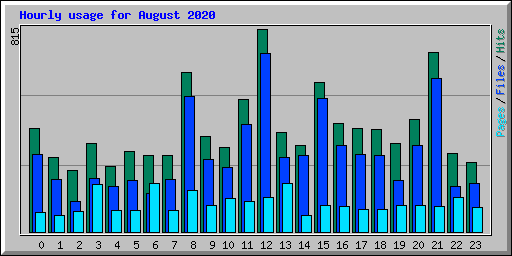 Hourly usage for August 2020
815
Pages/Files/Hits
0 1 2 3 4 5 6 7 8 9 10 11 12 13 14 15 16 17 18 19 20 21 22 23